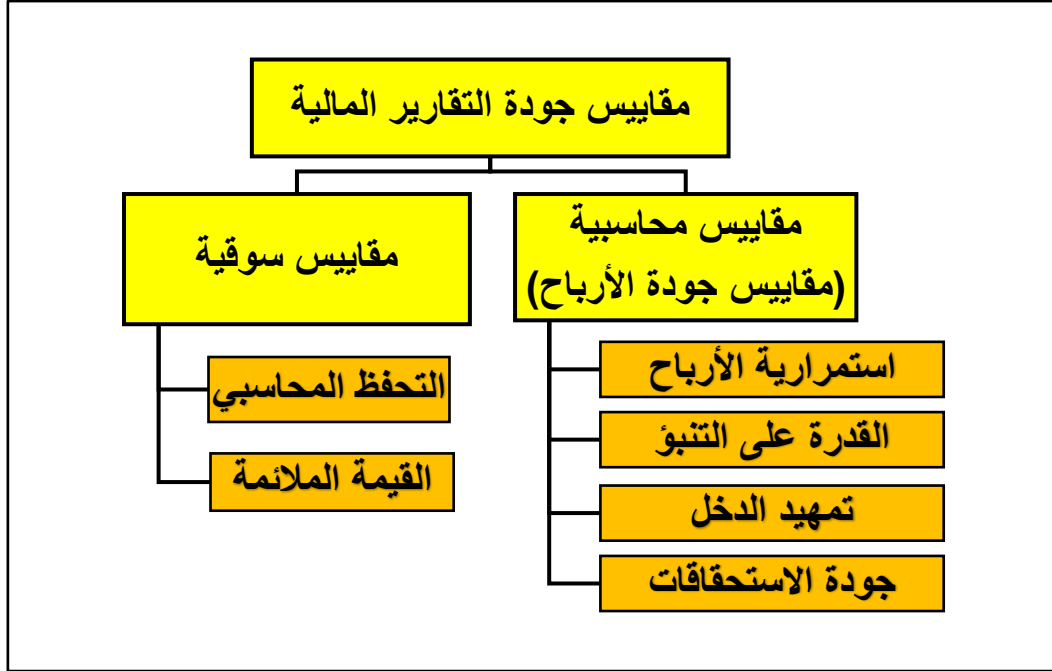 مقاييس جودة التقارير المالية
مقاييس محاسبية
(مقاييس جودة الأرباح)
استمرارية الأرباح
القدرة على التنبؤ
تمهيد الدخل
جودة الاستحقاقات
مقاييس سوقية
التحفظ المحاسبي
القيمة الملائمة